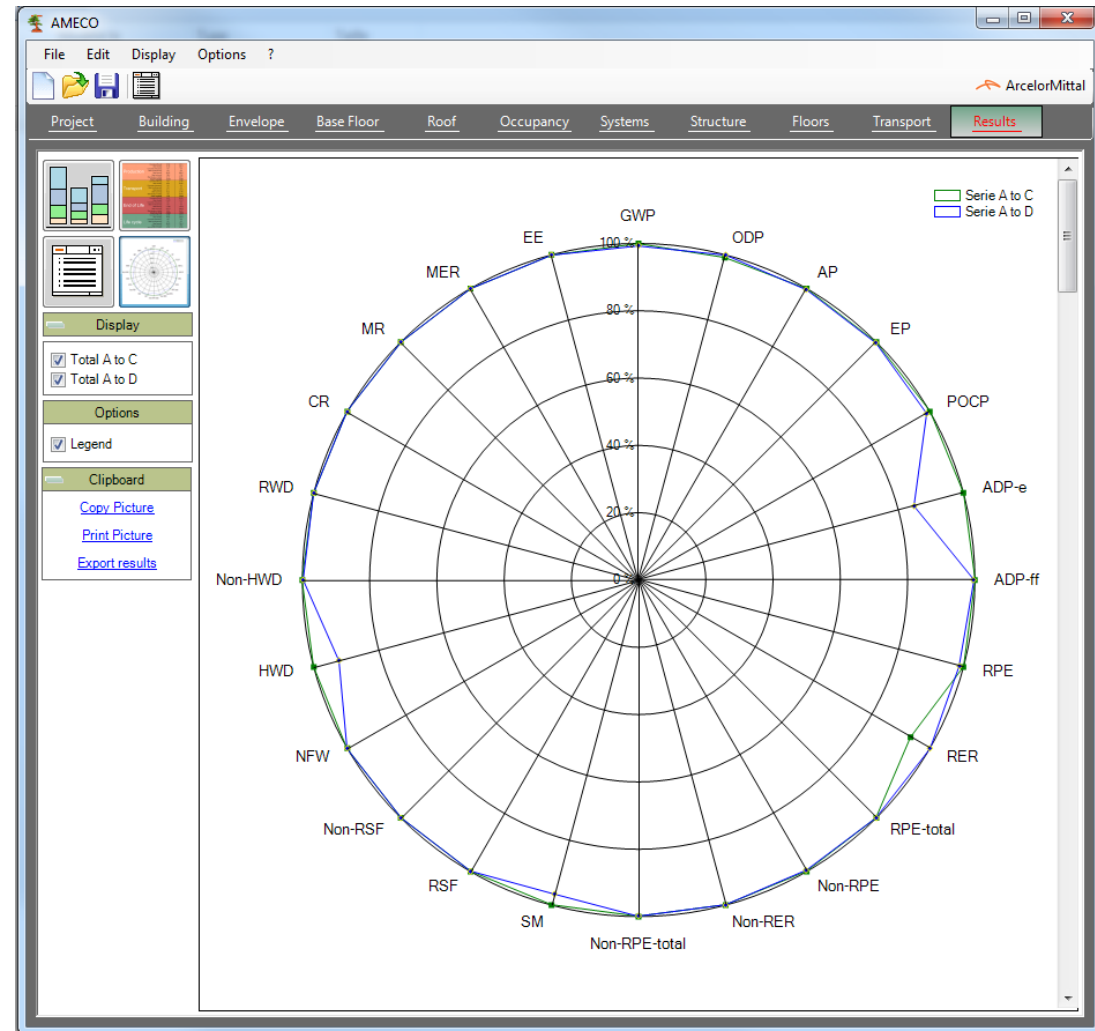 AMECO
File Edit Display Options ?
ArcelorMittal
Project Building Envelope Base Floor Roof Occupancy Systems Structure Floors Transport Results
Serie A to C
Serie A to D
GWP
EE ODP
100 %
MER AP
80 %
MR EP
Display
60 %
Total A to C
Total A to D
CR POCP
Options
40 %
Legend
Clipboard
RWD ADP-e
Copy Picture
20 %
Print Picture
Export results
Non-HWD 0 % ADP-ff
HWD RPE
NFW RER
Non-RSF RPE-total
RSF Non-RPE
SM Non-RER
Non-RPE-total